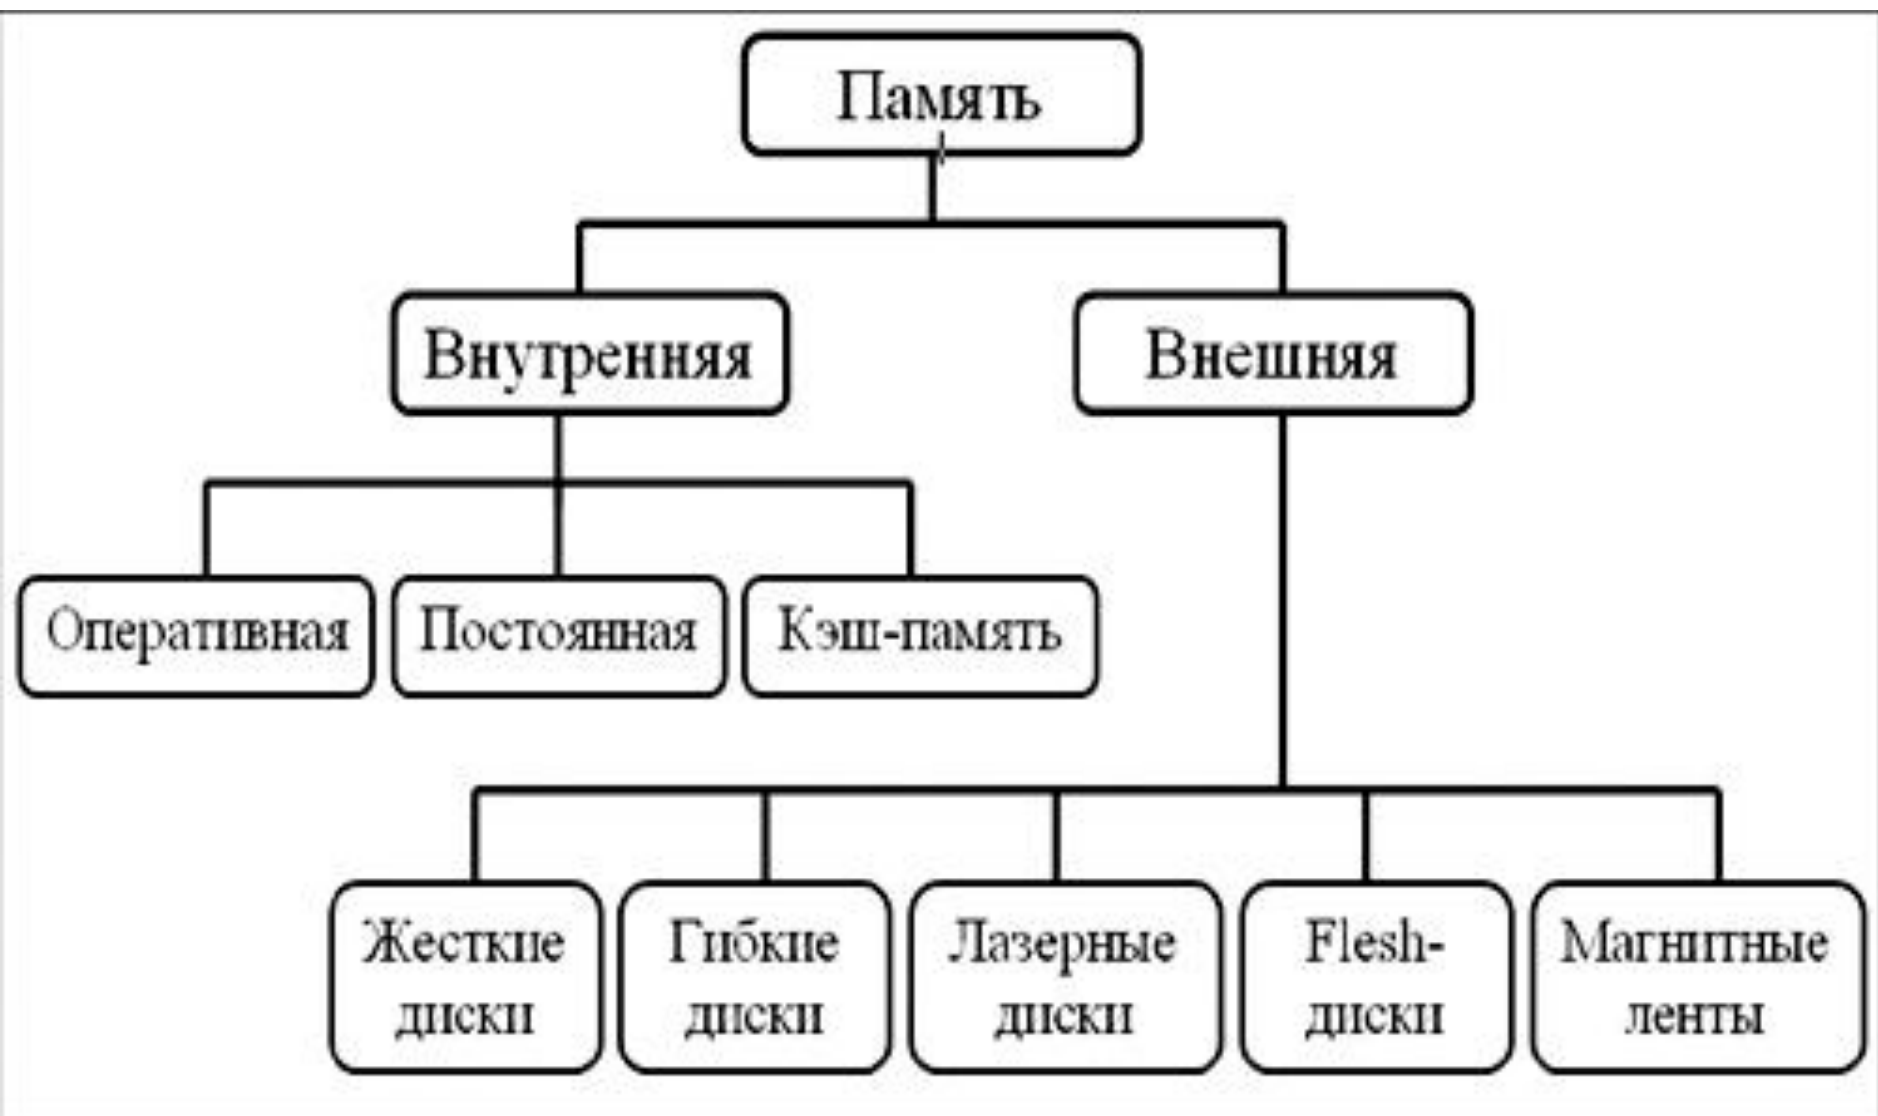 Память
Внутренняя
Внешняя
Оперативная
Постоянная
Кэш-память
Жесткие
диски
Гибкие
диски
Лазерные
диски
Flesh-
диски
Магнитные
ленты